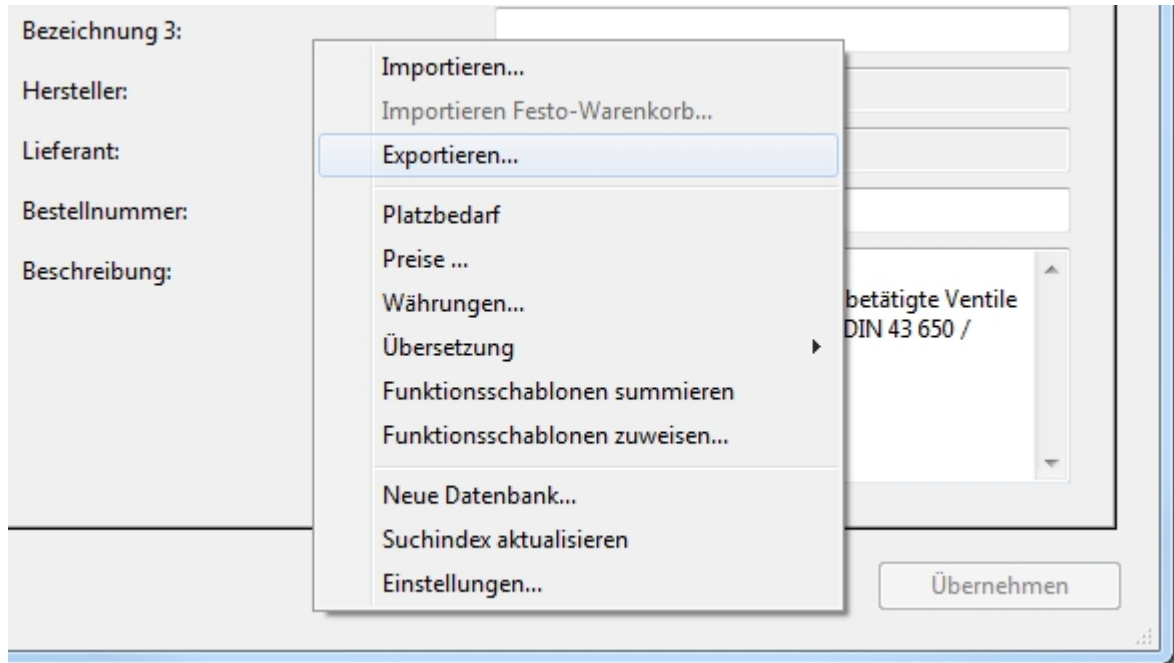 Bezeichnung 3:
Hersteller:
Lieferant:
Bestellnummer:
Beschreibung:
Importieren...
Importieren Festo-Warenkorb...
Exportieren...
Platzbedarf
Preise ...
Währungen...
Übersetzung
Funktionsschablonen summieren
Funktionsschablonen zuweisen...
Neue Datenbank...
Suchindex aktualisieren
Einstellungen...
betätigte Ventile
DIN 43 650 /
Übernehmen